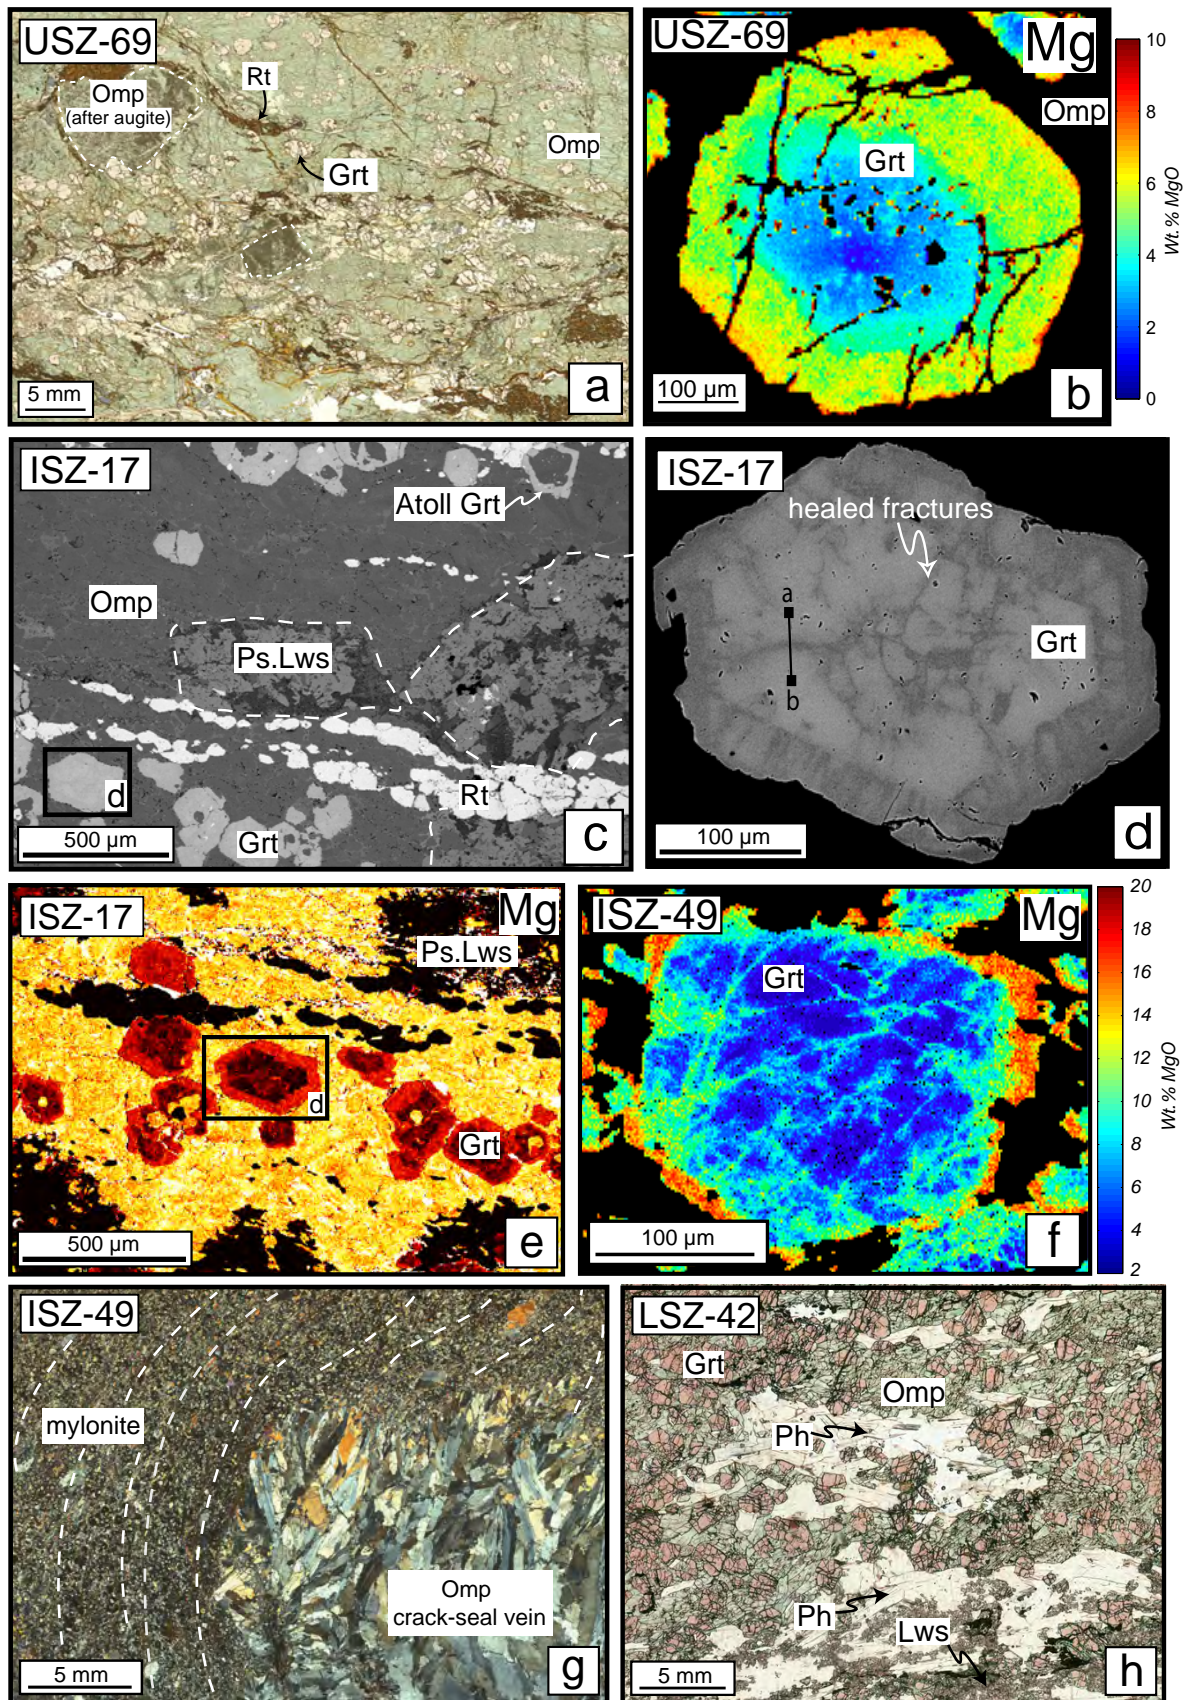 USZ-69
Rt
Omp
(after augite)
Omp
Grt
5 mm
a
USZ-69
Mg
Omp
Grt
100 µm
b
10
8
6
4
2
0
Wt.% MgO
ISZ-17
Atoll Grt
Omp
Ps.Lws
d
Rt
Grt
500 µm
c
ISZ-17
healed fractures
a
Grt
b
100 µm
d
ISZ-17
Mg
Ps.Lws
d
Grt
500 µm
e
ISZ-49
Mg
Grt
100 µm
f
20
18
16
14
12
10
8
6
4
2
Wt.% MgO
ISZ-49
mylonite
Omp
crack-seal vein
5 mm
g
LSZ-42
Grt
Omp
Ph
Ph
Lws
5 mm
h